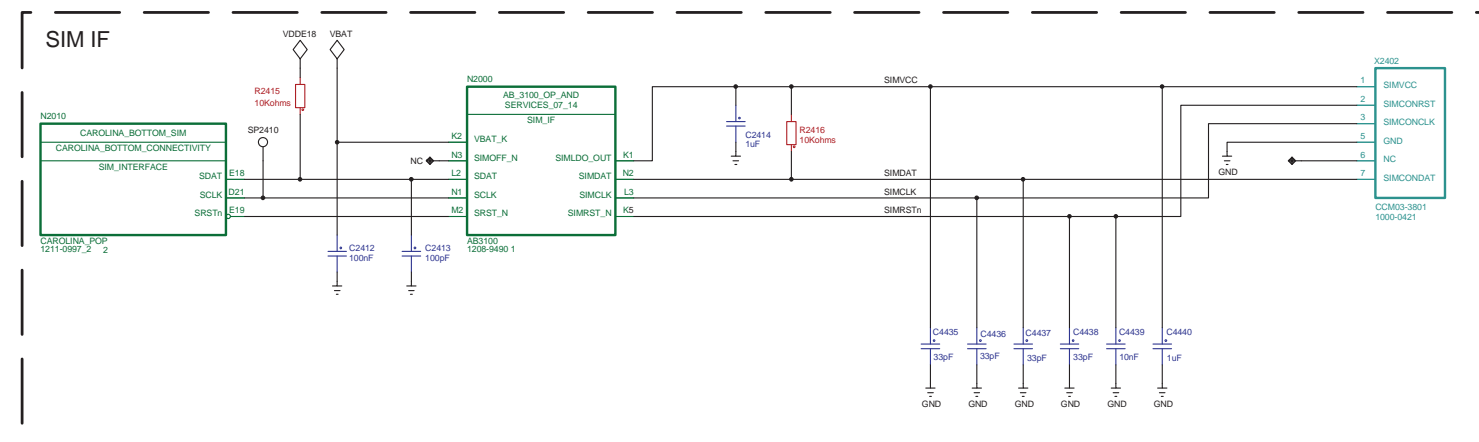 SIM IF
VDDE18
VBAT
R2415
10Kohms
SP2410
N2010
CAROLINA_BOTTOM_SIM
CAROLINA_BOTTOM_CONNECTIVITY
SIM_INTERFACE
SDAT
E18
SCLK
D21
SRSTn
E19
CAROLINA_POP
1211-0997_2 2
C2412
100nF
C2413
100pF
NC
N2000
AB_3100_OP_AND
SERVICES_07_14
SIM_IF
K2
VBAT_K
N3
SIMOFF_N
SIMLDO_OUT
K1
L2
SDAT
SIMDAT
N2
N1
SCLK
SIMCLK
L3
M2
SRST_N
SIMRST_N
K5
AB3100
1208-9490 1
C2414
1uF
R2416
10Kohms
SIMVCC
SIMDAT
SIMCLK
SIMRSTn
C4435
33pF
GND
C4436
33pF
GND
C4437
33pF
GND
C4438
33pF
GND
C4439
10nF
GND
C4440
1uF
GND
GND
X2402
1
SIMVCC
2
SIMCONRST
3
SIMCONCLK
5
GND
6
NC
7
SIMCONDAT
CCM03-3801
1000-0421